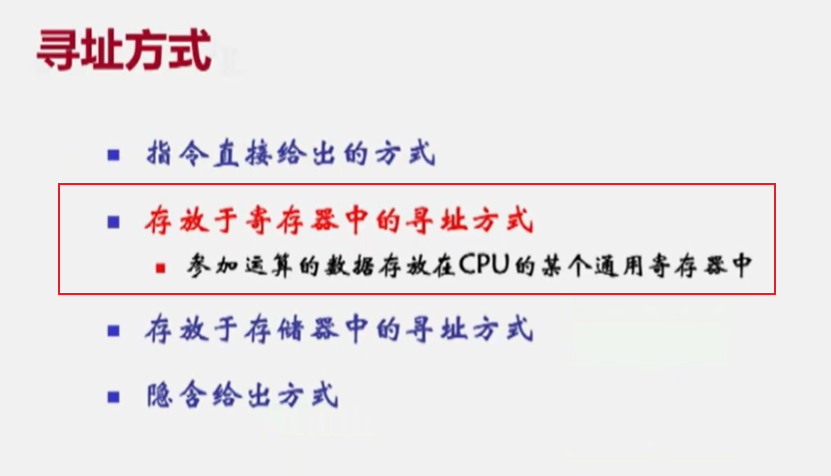 寻址方式
指令直接给出的方式
存放于寄存器中的寻址方式
参加运算的数据存放在CPU的某个通用寄存器中
存放于存储器中的寻址方式
隐含给出方式